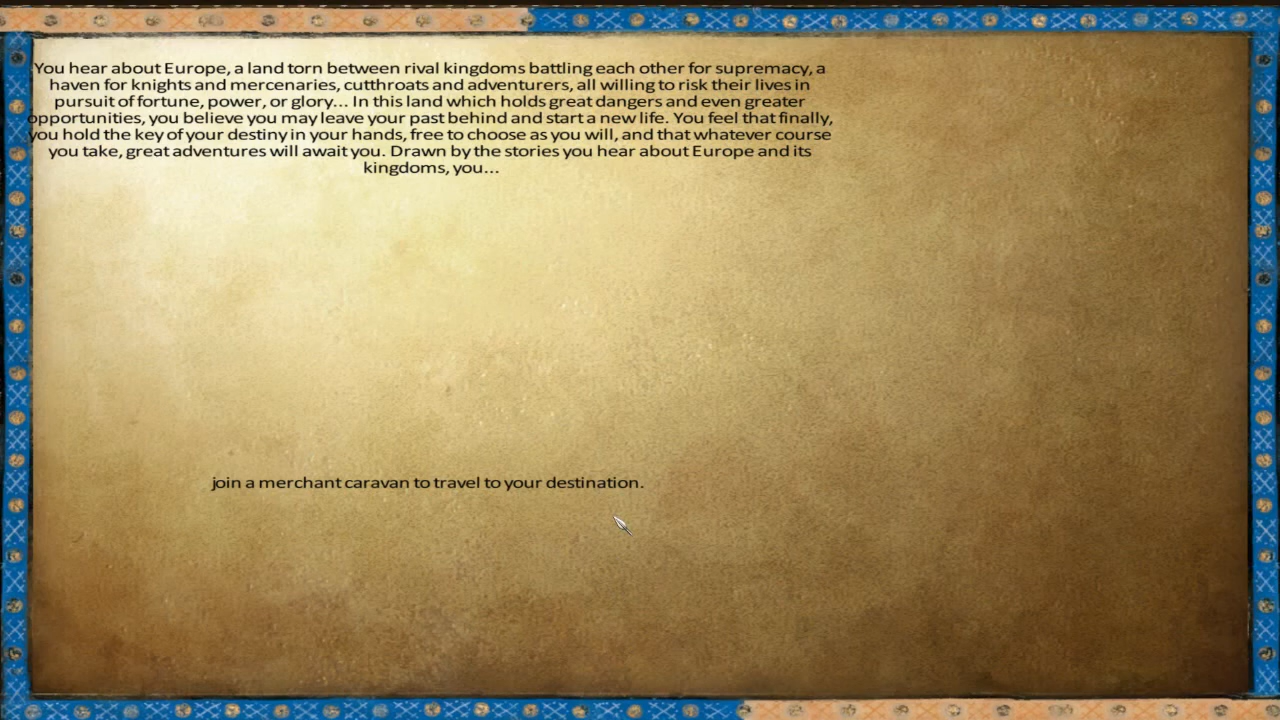 You hear about Europe, a land torn between rival kingdoms battling each other for supremacy, a
haven for knights and mercenaries, cutthroats and adventurers, all willing to risk their lives in
pursuit of fortune, power, or glory... In this land which holds great dangers and even greater
opportunities, you believe you may leave your past behind and start a new life. You feel that finally,
you hold the key of your destiny in your hands, free to choose as you will, and that whatever course
you take, great adventures will await you. Drawn by the stories you hear about Europe and its
kingdoms, you...
join a merchant caravan to travel to your destination.